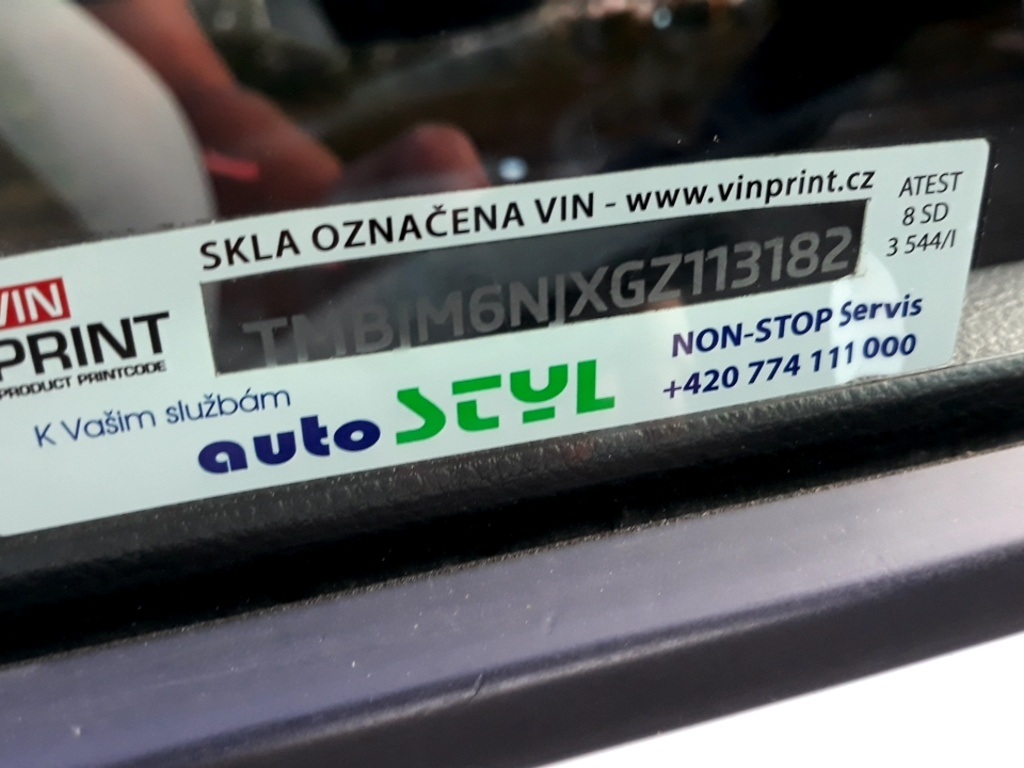 SKLA OZNAČENA VIN - www.vinprint.cz
ATEST
8 SD
3 544/I
TMBJM6NJXGZ113182
VIN
PRINT
PRODUCT PRINTCODE
K Vašim službám
auto STYL
NON-STOP Servis
+420 774 111 000